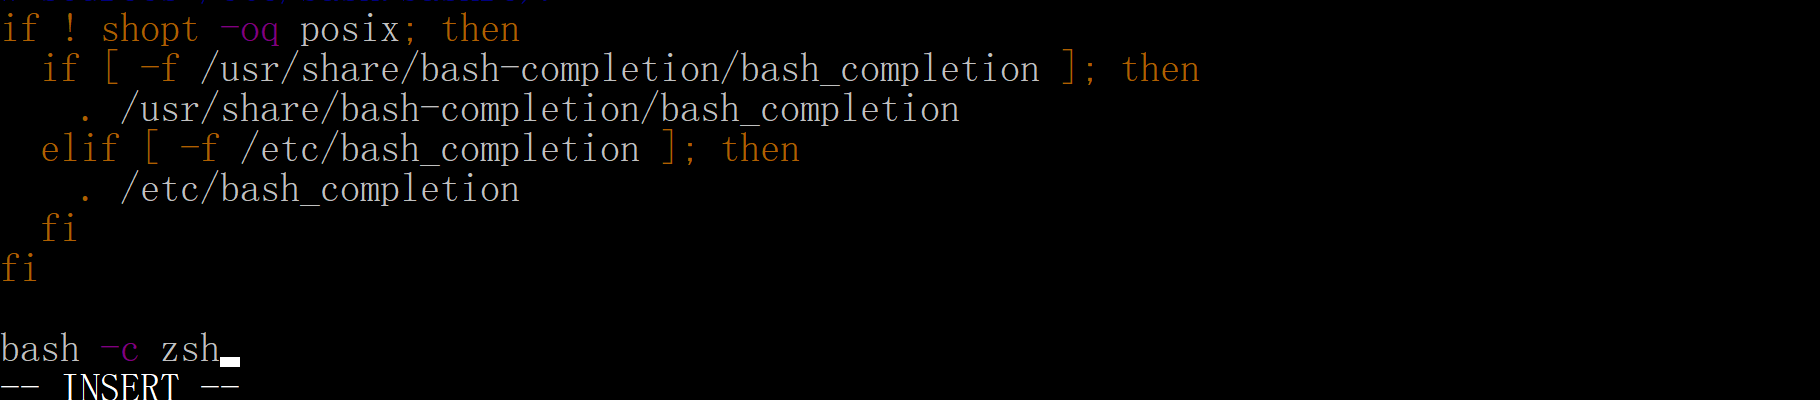 if ! shopt -oq posix; then
  if [ -f /usr/share/bash-completion/bash_completion ]; then
    . /usr/share/bash-completion/bash_completion
  elif [ -f /etc/bash_completion ]; then
    . /etc/bash_completion
  fi
fi

bash -c zsh
-- INSERT --